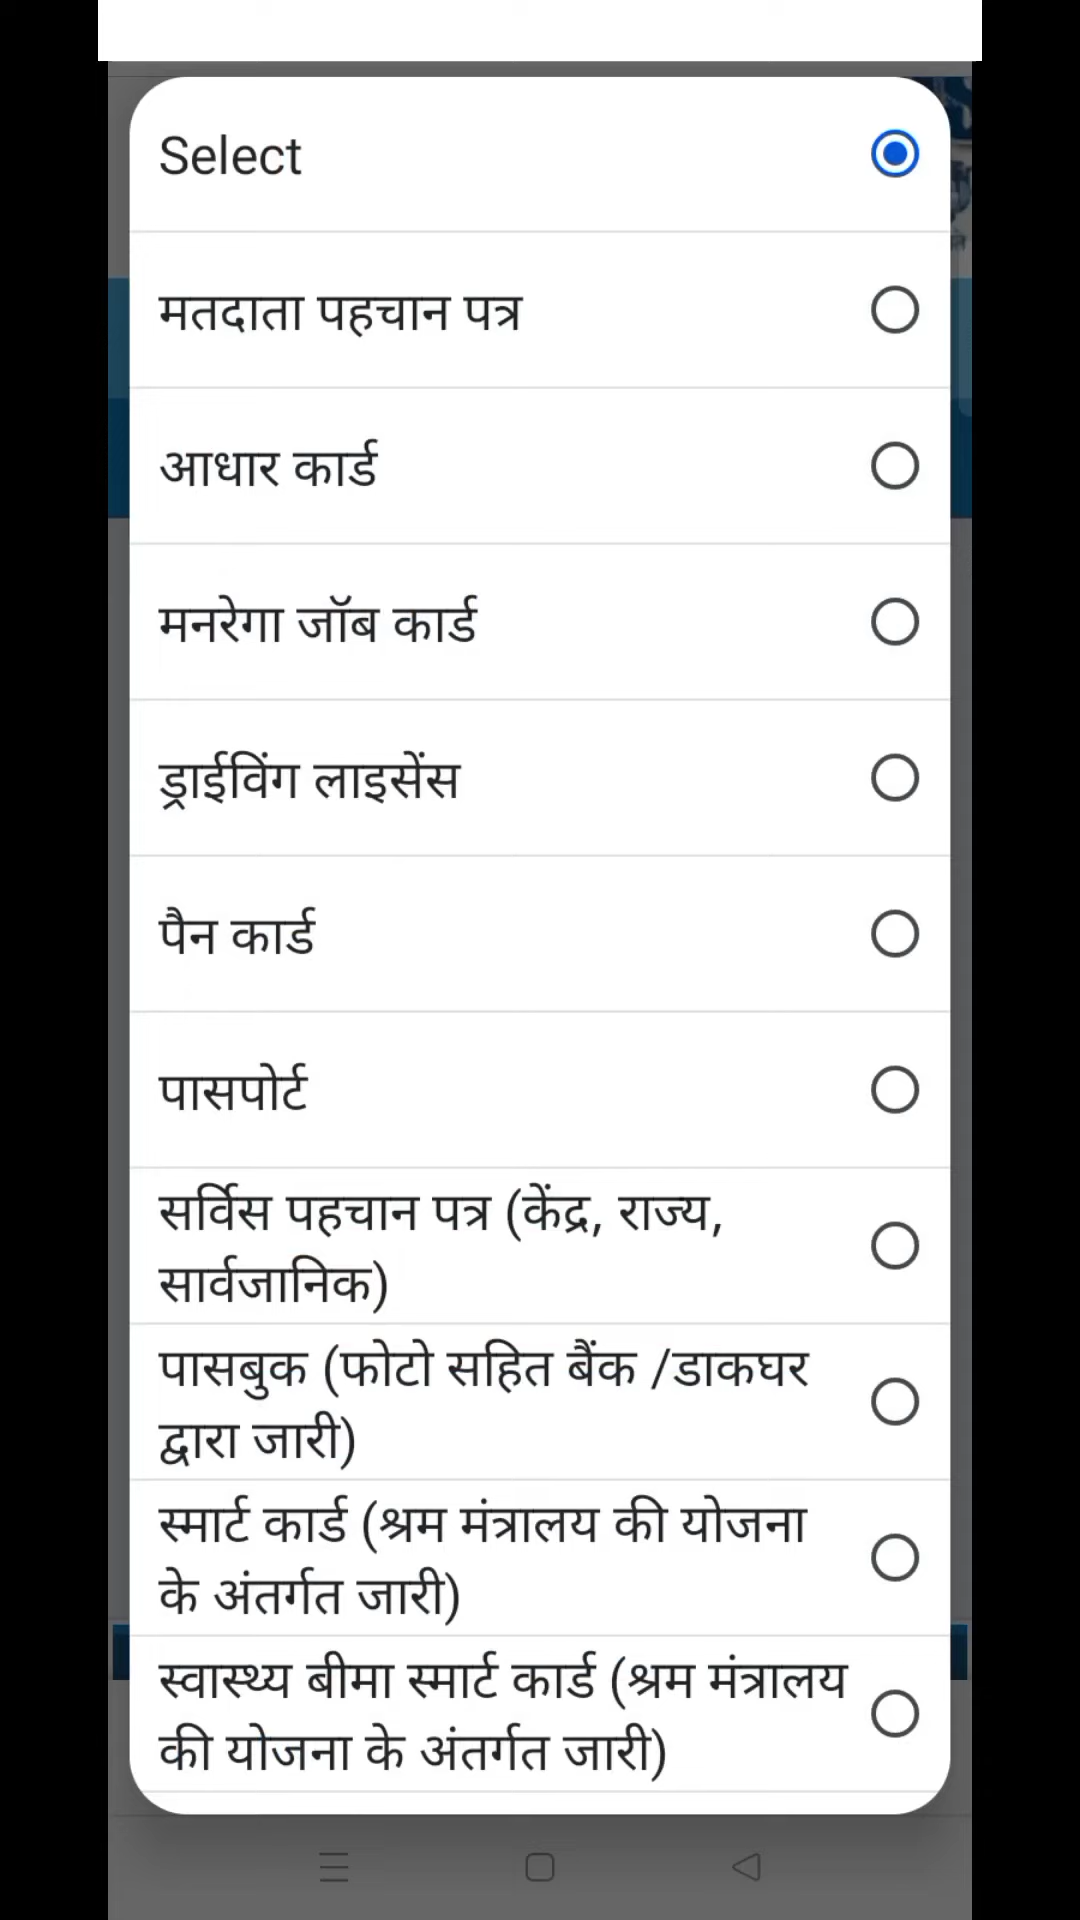 Select
मतदाता पहचान पत्र
आधार कार्ड
मनरेगा जॉब कार्ड
ड्राईविंग लाइसेंस
पैन कार्ड
पासपोर्ट
सर्विस पहचान पत्र (केंद्र, राज्य,
सार्वजानिक)
पासबुक (फोटो सहित बैंक /डाकघर
द्वारा जारी)
स्मार्ट कार्ड (श्रम मंत्रालय की योजना
के अंतर्गत जारी)
स्वास्थ्य बीमा स्मार्ट कार्ड (श्रम मंत्रालय
की योजना के अंतर्गत जारी)